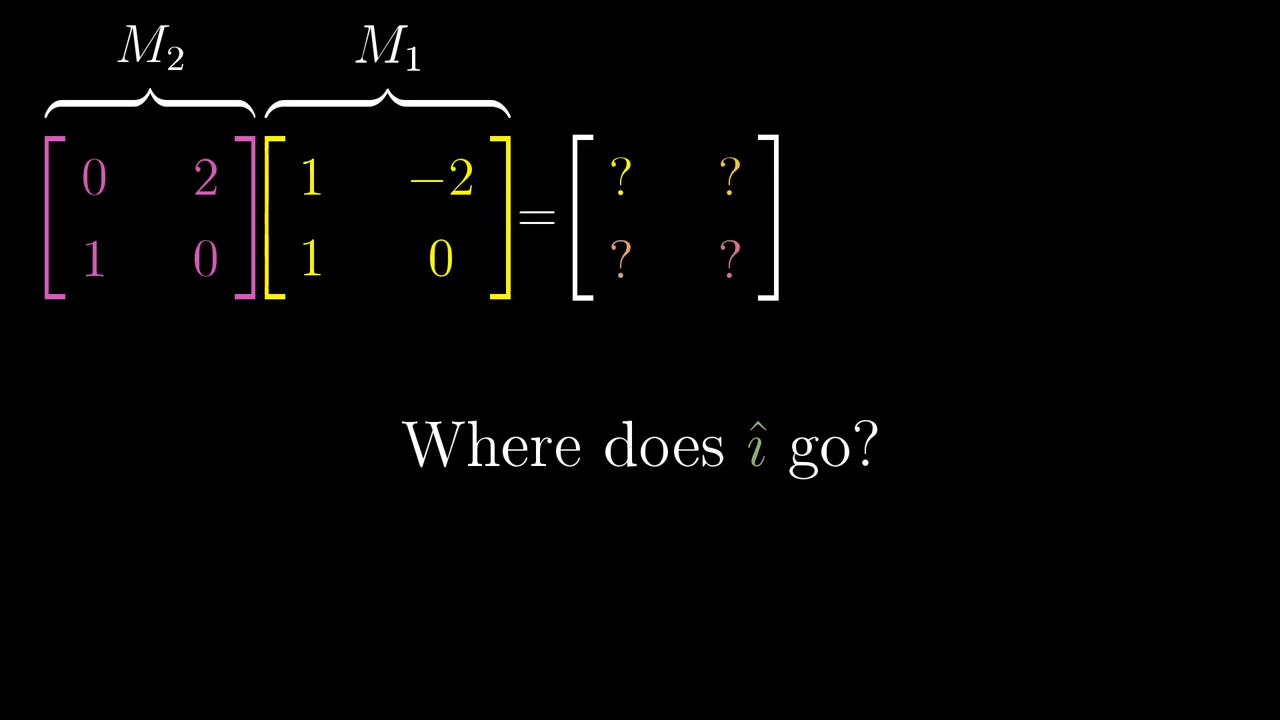 M₂ M₁
[0 2] [1 −2] = [? ?]
[1 0] [1 0] [? ?]
Where does î go?